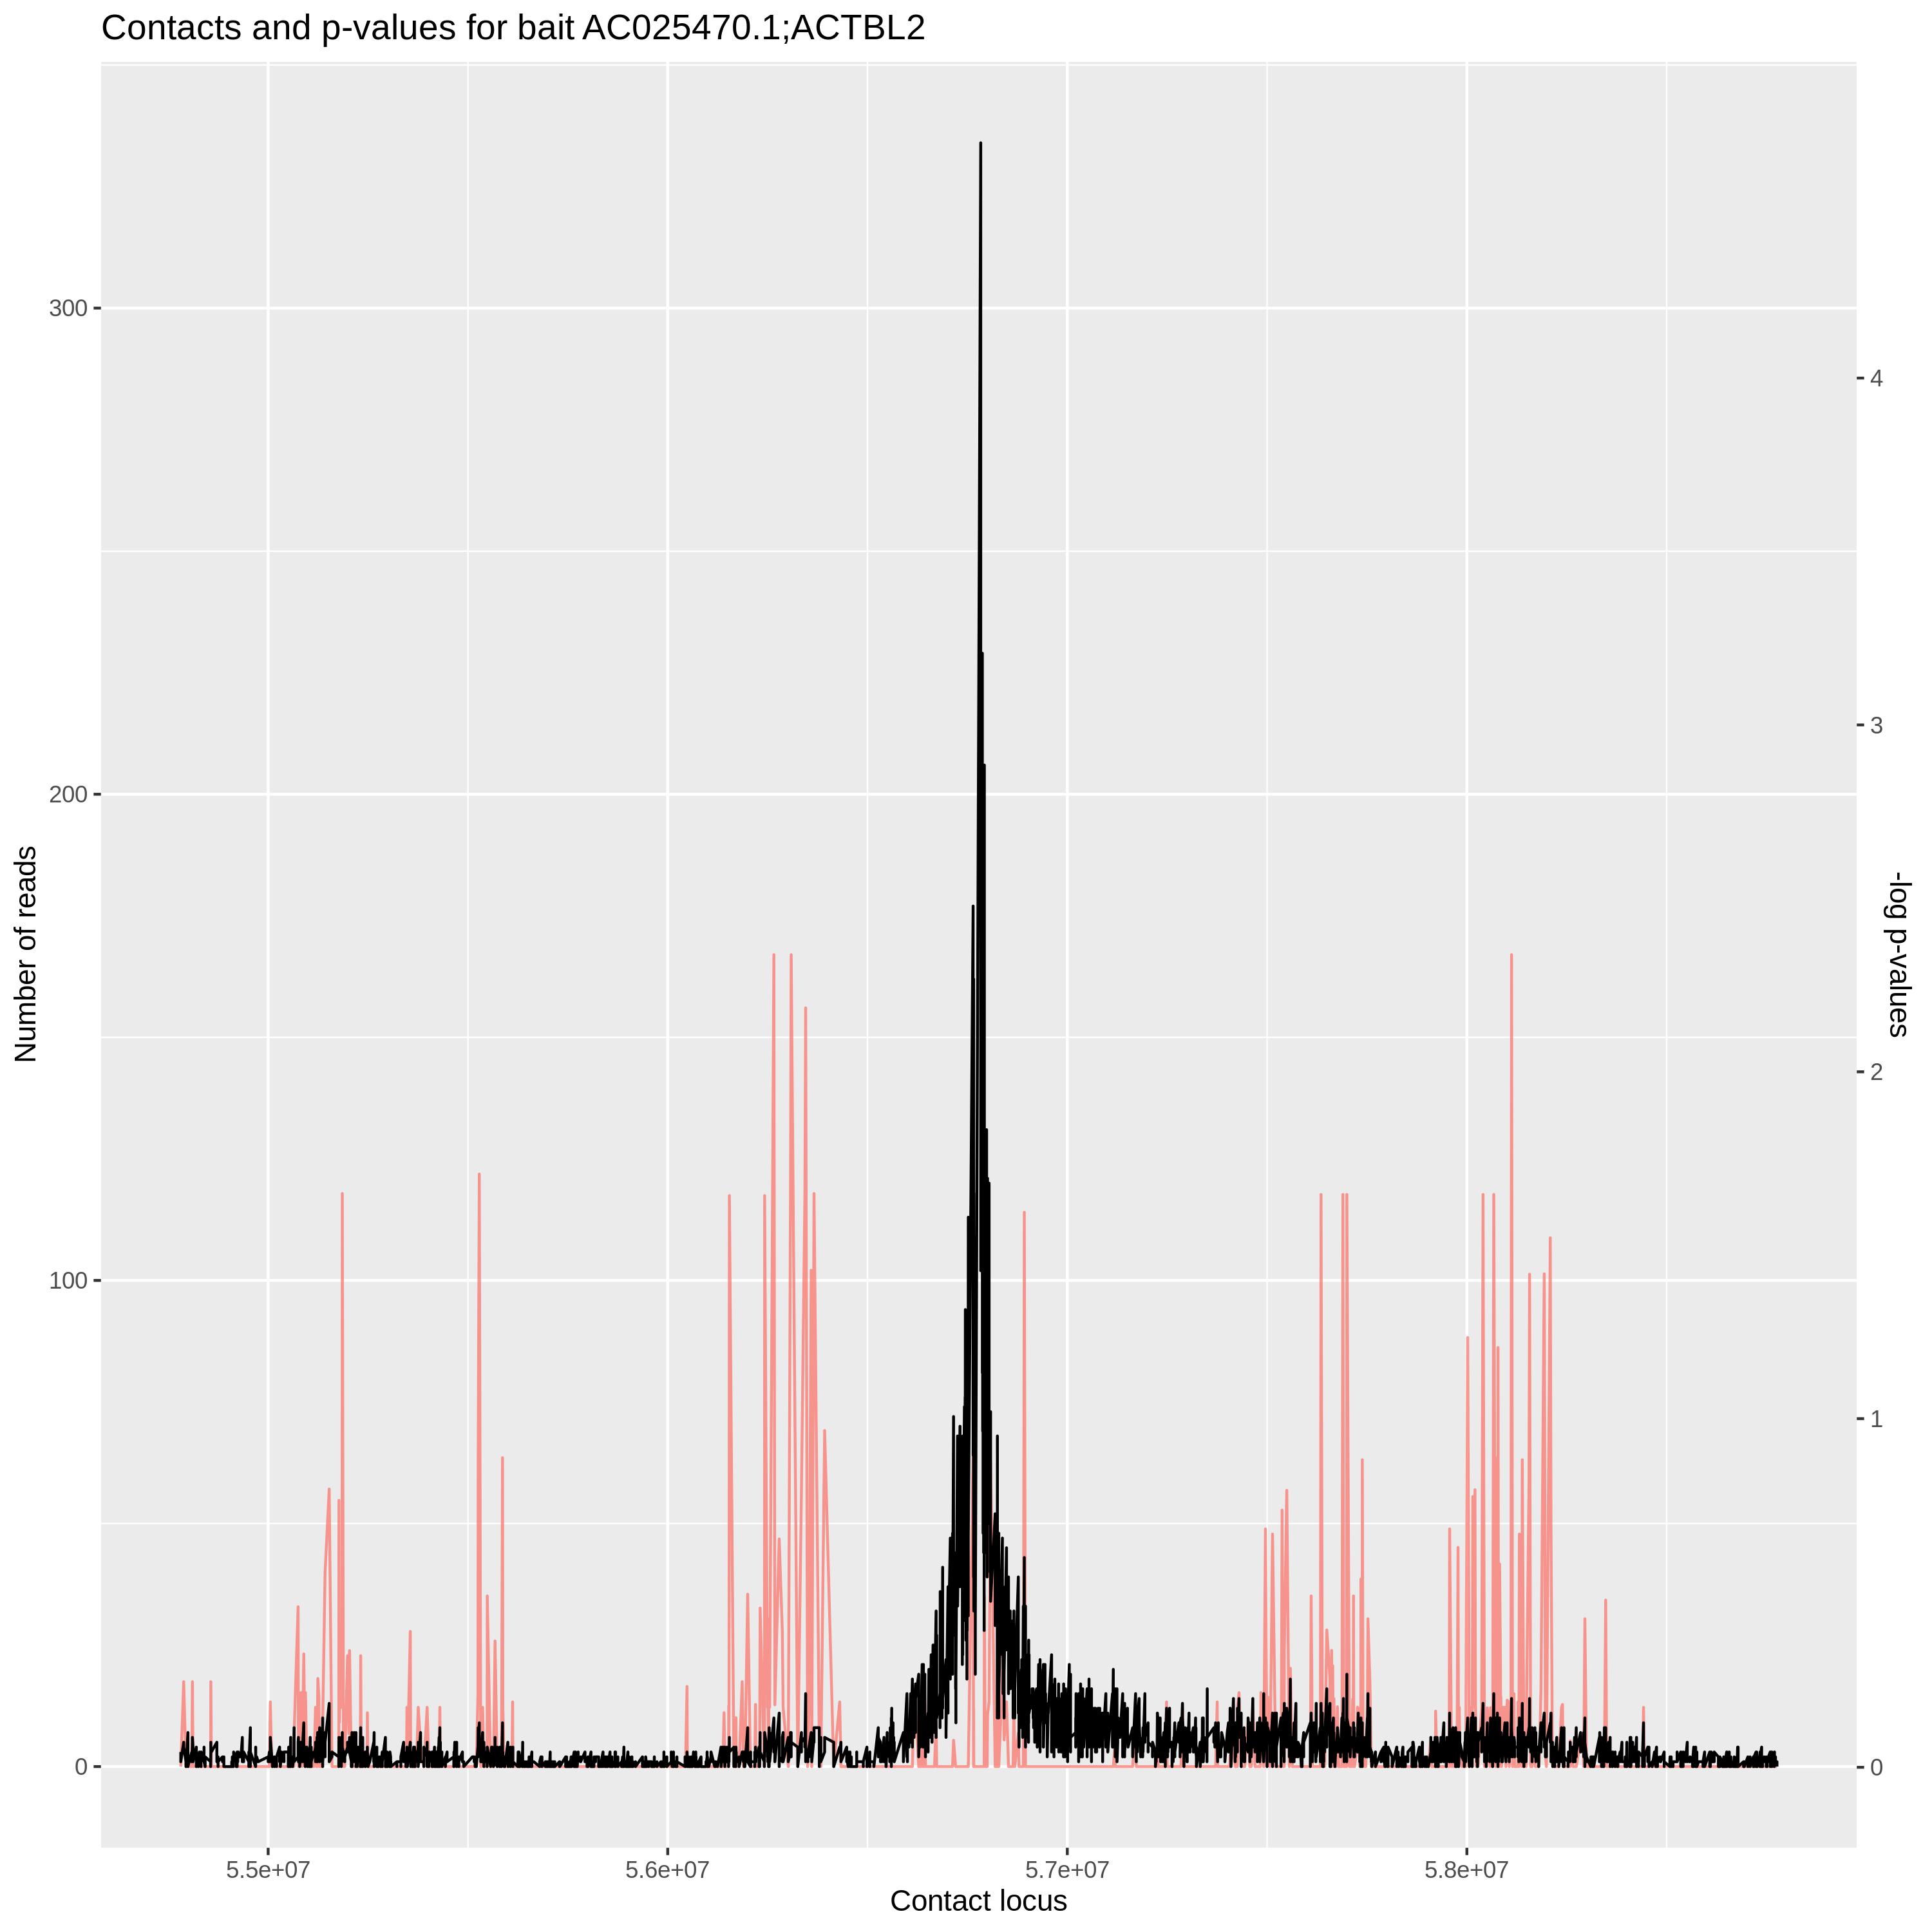 Contacts and p-values for bait AC025470.1;ACTBL2
300
200
100
0
Number of reads
4
3
2
1
0
-log p-values
5.5e+07
5.6e+07
5.7e+07
5.8e+07
Contact locus